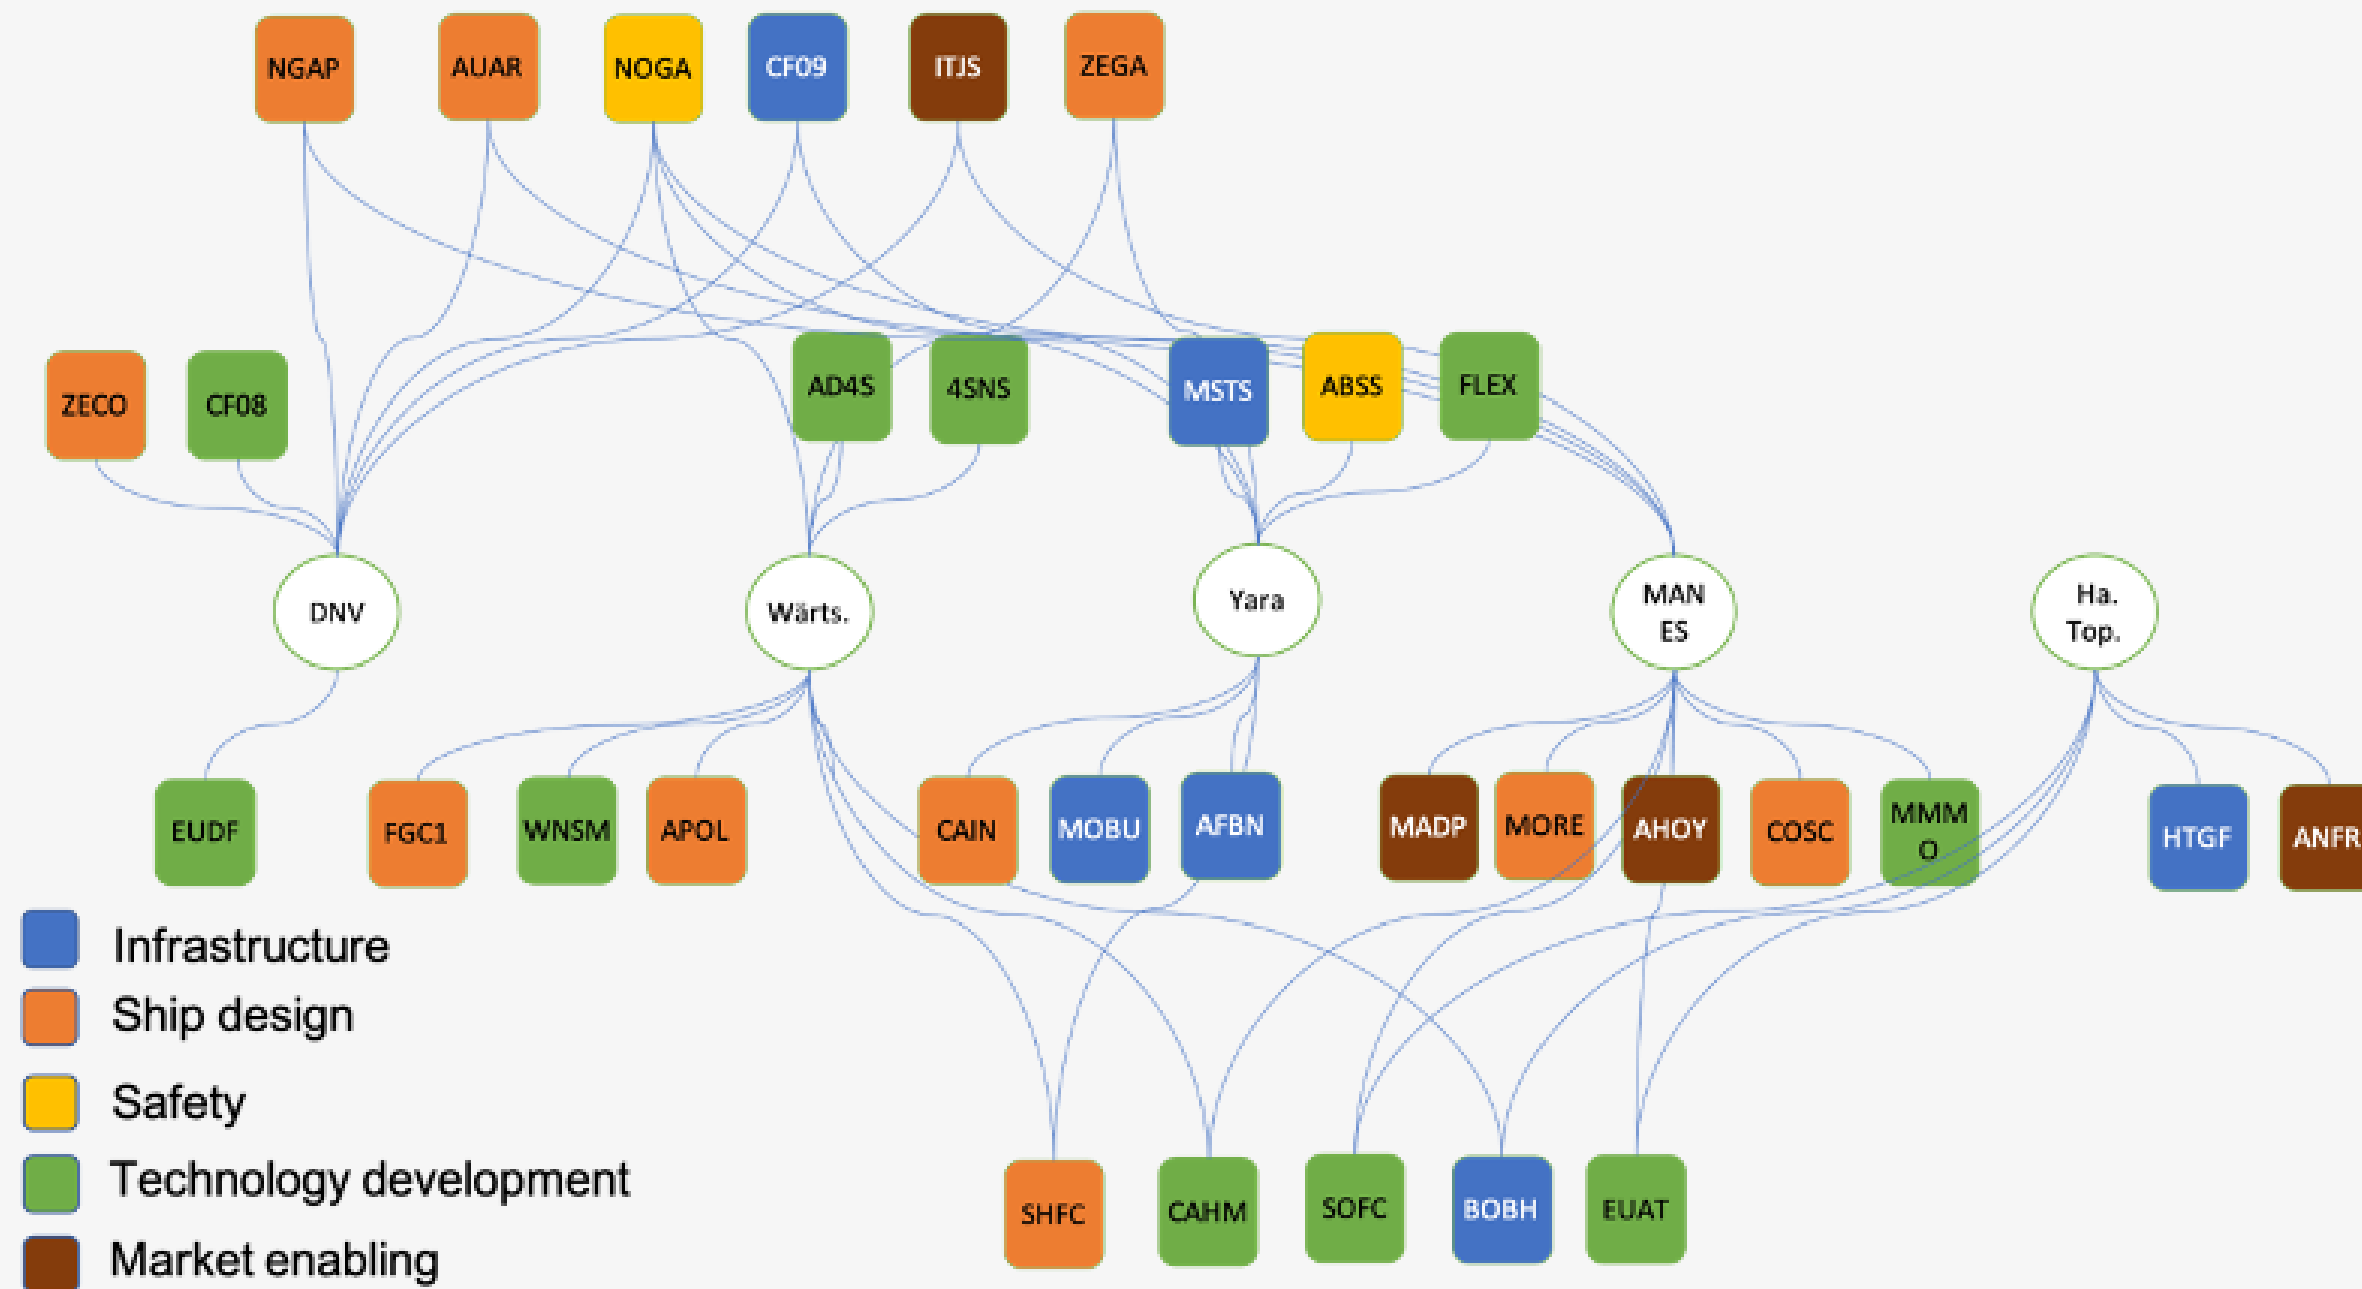 NGAP
AUAR
NOGA
CF09
ITJS
ZEGA
ZECO
CF08
AD4S
4SNS
MSTS
ABSS
FLEX
DNV
Wärts.
Yara
MAN
ES
Ha.
Top.
EUDF
FGC1
WNSM
APOL
CAIN
MOBU
AFBN
MADP
MORE
AHOY
COSC
MMM
O
HTGF
ANFR
Infrastructure
Ship design
Safety
Technology development
Market enabling
SHFC
CAHM
SOFC
BOBH
EUAT